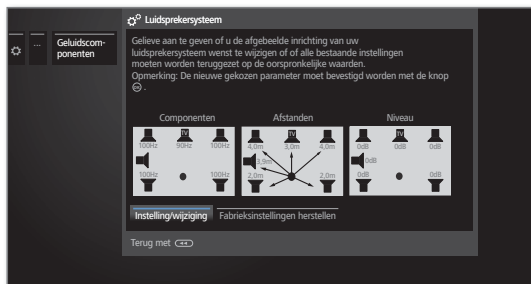 Luidsprekersysteem
...
Geluidscom-
ponenten
Gelieve aan te geven of u de afgebeelde inrichting van uw
luidsprekersysteem wenst te wijzigen of of alle bestaande instellingen
moeten worden teruggezet op de oorspronkelijke waarden.
Opmerking: De nieuwe gekozen parameter moet bevestigd worden met de knop
OK .
Componenten Afstanden Niveau
TV TV TV
100Hz 90Hz 100Hz 4,0m 3,0m 4,0m 0dB 0dB 0dB
3,9m 0dB
100Hz 100Hz 2,0m 2,0m 0dB 0dB
Instelling/wijziging Fabrieksinstellingen herstellen
Terug met